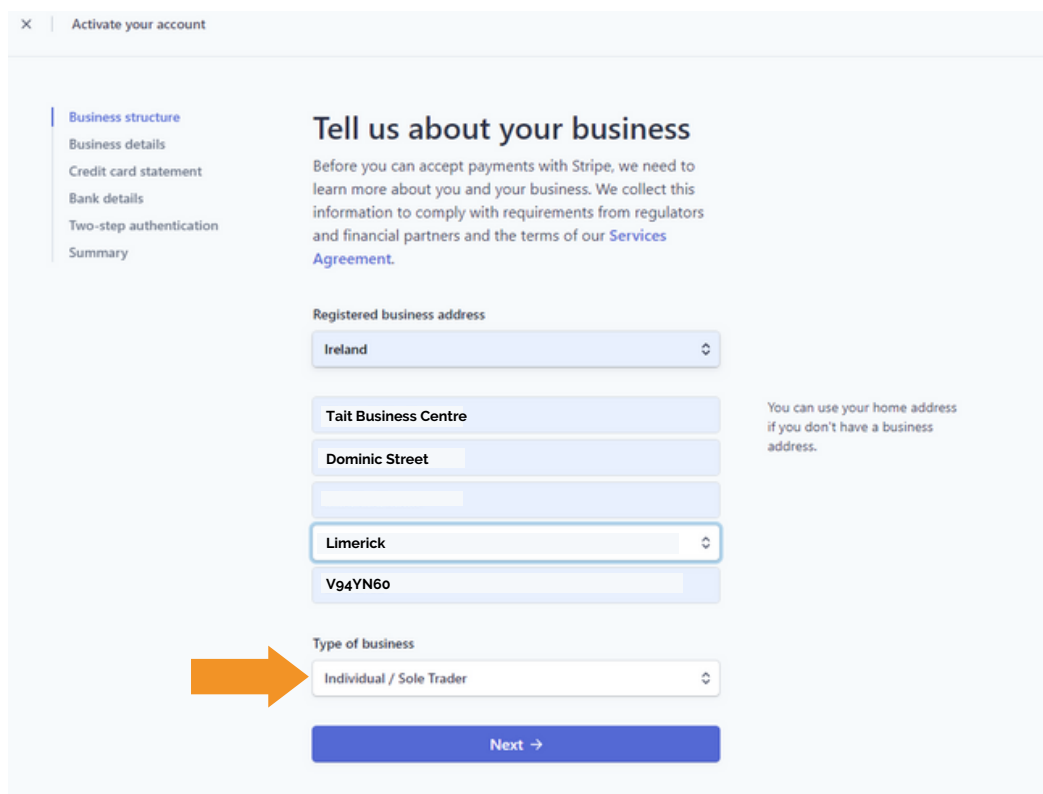 Activate your account
Business structure
Business details
Credit card statement
Bank details
Two-step authentication
Summary
Tell us about your business
Before you can accept payments with Stripe, we need to
learn more about you and your business. We collect this
information to comply with requirements from regulators
and financial partners and the terms of our Services
Agreement.
Registered business address
Ireland
Tait Business Centre
Dominic Street
Limerick
V94YN60
You can use your home address
if you don't have a business
address.
Type of business
Individual / Sole Trader
Next →